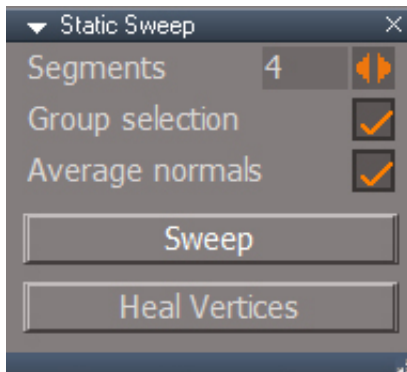 Static Sweep
Segments 4
Group selection
Average normals
Sweep
Heal Vertices